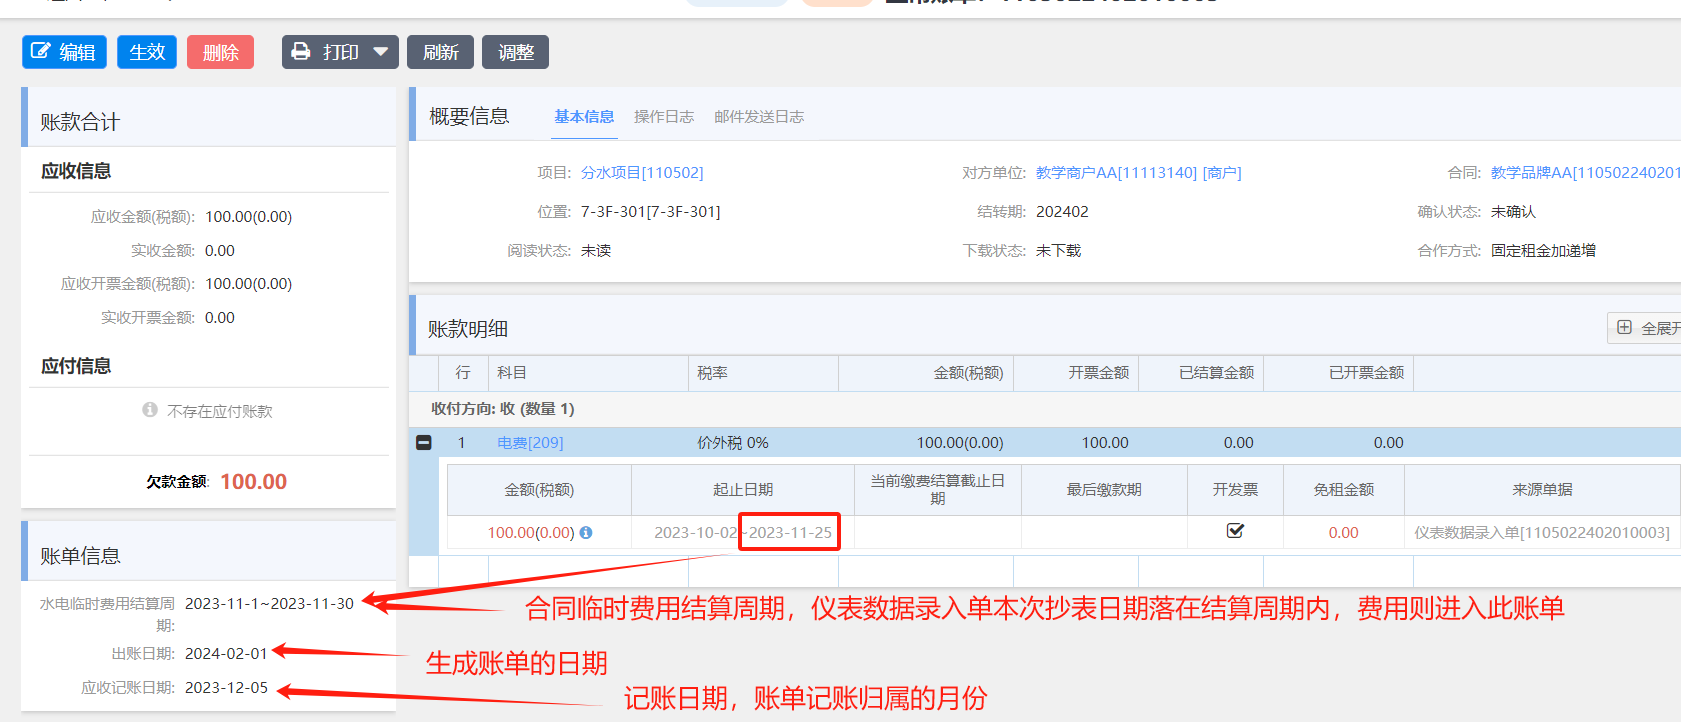 编辑 生效 删除 打印 刷新 调整
账款合计
应收信息
应收金额(税额): 100.00(0.00)
实收金额: 0.00
应收开票金额(税额): 100.00(0.00)
实收开票金额: 0.00
应付信息
不存在应付账款
欠款金额: 100.00
账单信息
水电临时费用结算周期: 2023-11-1~2023-11-30
出账日期: 2024-02-01
应收记账日期: 2023-12-05
概要信息 基本信息 操作日志 邮件发送日志
项目: 分水项目[110502] 对方单位: 教学商户AA[11113140] [商户] 合同: 教学品牌AA[110502240201
位置: 7-3F-301[7-3F-301] 结转期: 202402 确认状态: 未确认
阅读状态: 未读 下载状态: 未下载 合作方式: 固定租金加递增
账款明细 全展开
行 科目 税率 金额(税额) 开票金额 已结算金额 已开票金额
收付方向: 收 (数量 1)
1 电费[209] 价外税 0% 100.00(0.00) 100.00 0.00 0.00
金额(税额) 起止日期 当前缴费结算截止日期 最后缴款期 开发票 免租金额 来源单据
100.00(0.00) 2023-10-02~2023-11-25 0.00 仪表数据录入单[1105022402010003]
合同临时费用结算周期，仪表数据录入单本次抄表日期落在结算周期内，费用则进入此账单
生成账单的日期
记账日期，账单记账归属的月份